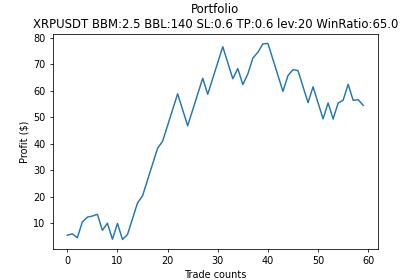 Portfolio
XRPUSDT BBM:2.5 BBL:140 SL:0.6 TP:0.6 lev:20 WinRatio:65.0
80
70
60
50
40
30
20
10
Profit ($)
0 10 20 30 40 50 60
Trade counts